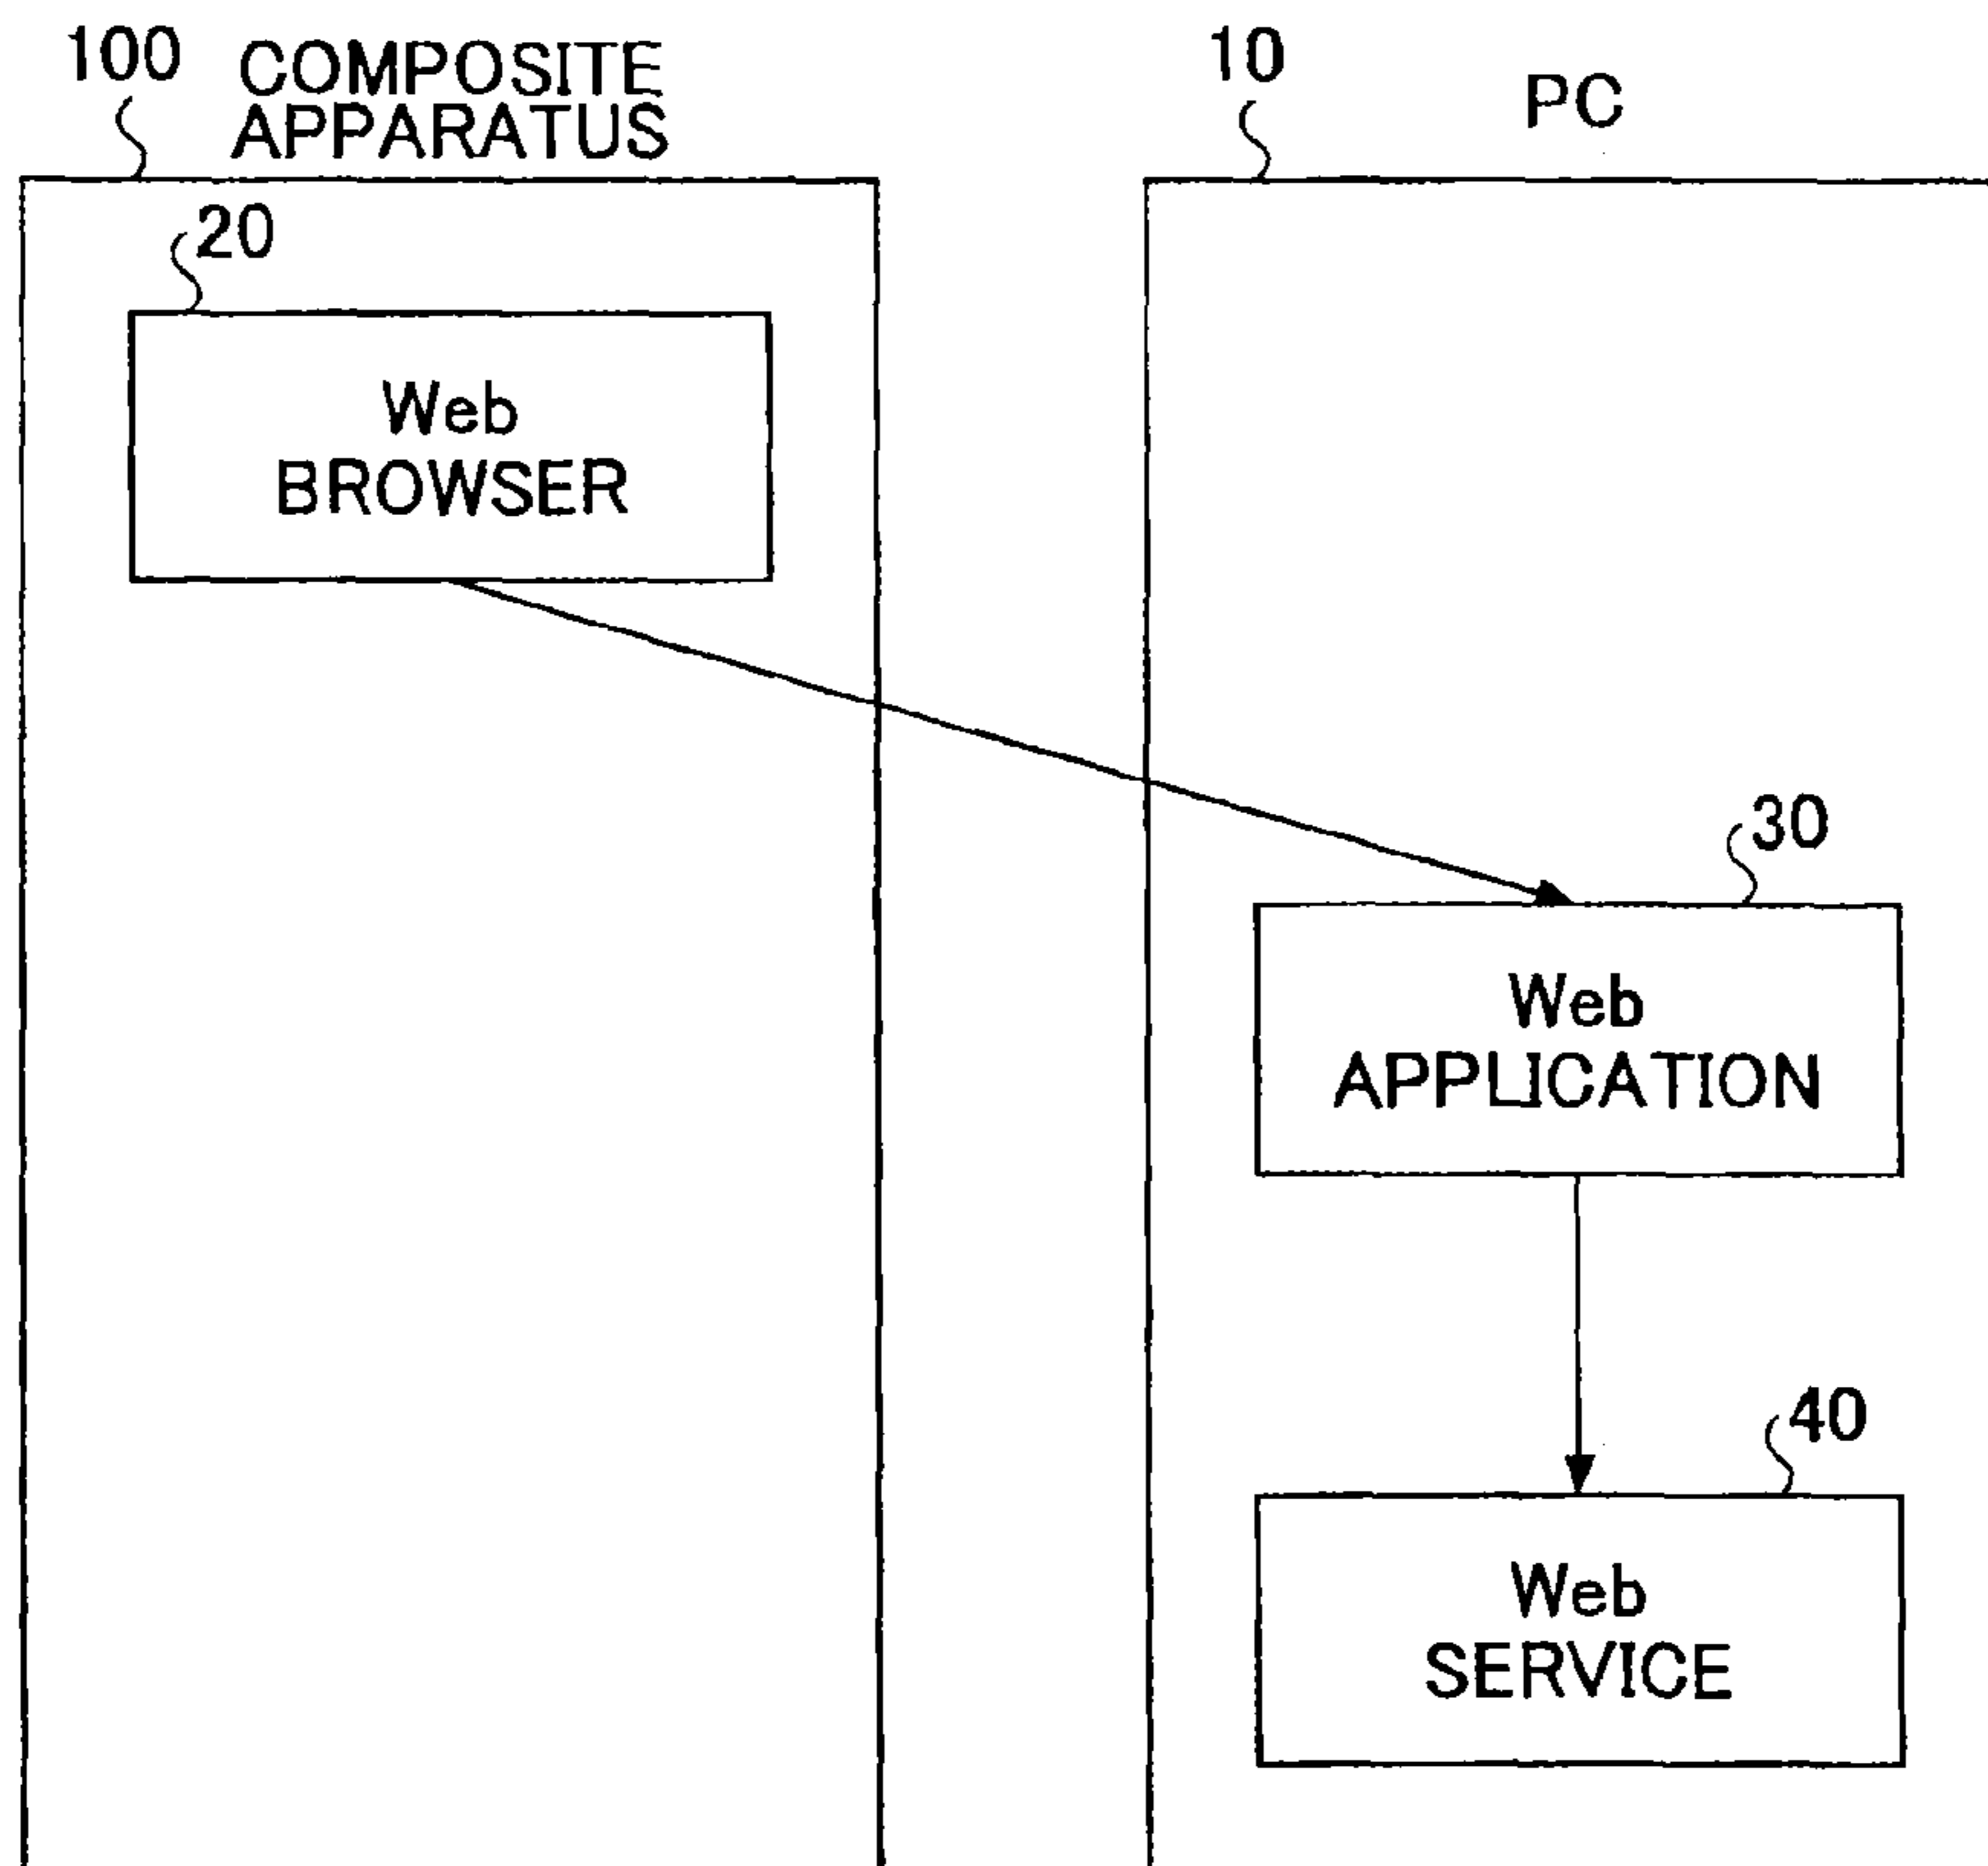 100 COMPOSITE
APPARATUS
10
PC
20
Web
BROWSER
30
Web
APPLICATION
40
Web
SERVICE